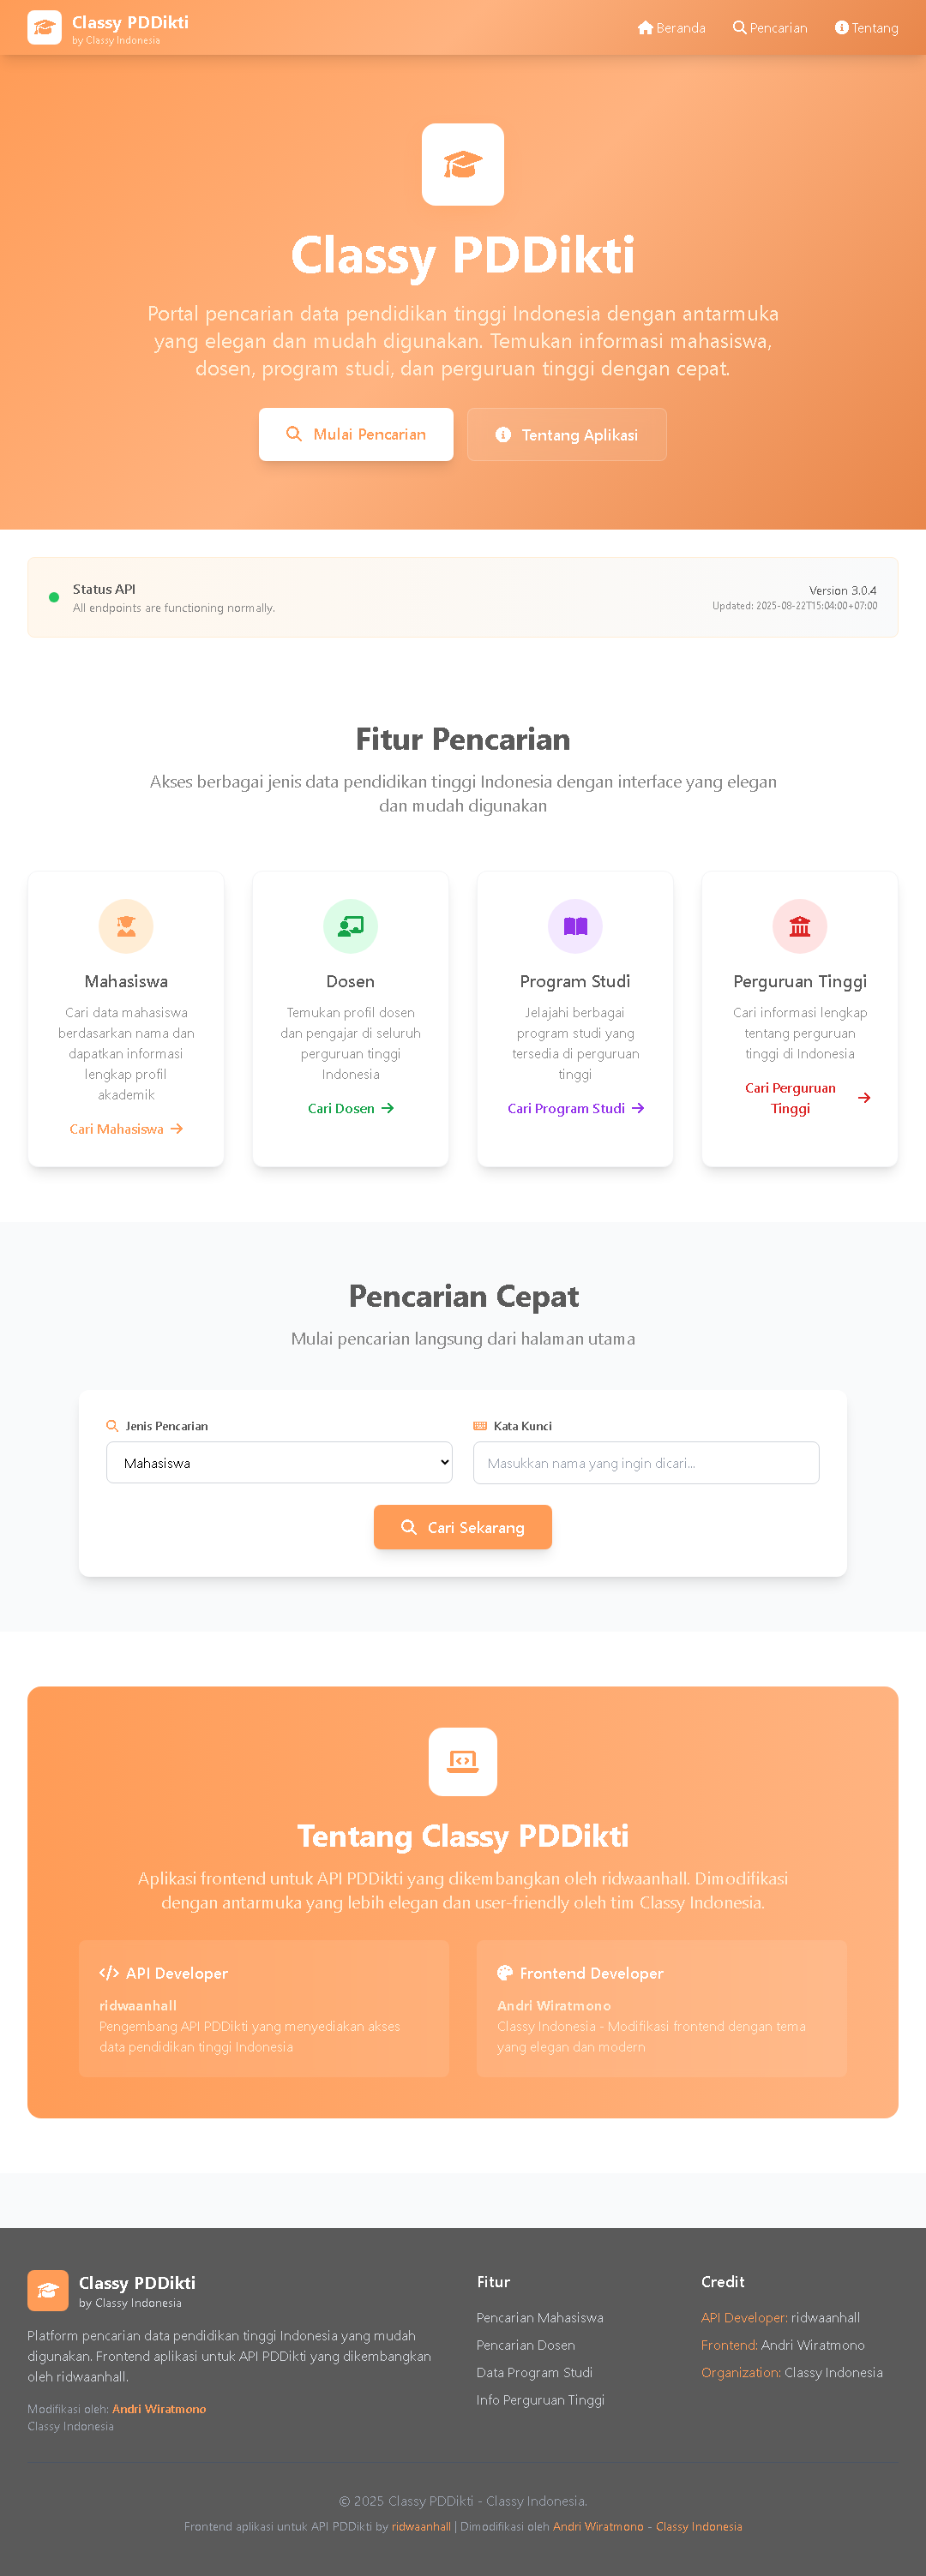 Classy PDDikti
by Classy Indonesia
Beranda
Pencarian
Tentang
Classy PDDikti
Portal pencarian data pendidikan tinggi Indonesia dengan antarmuka
yang elegan dan mudah digunakan. Temukan informasi mahasiswa,
dosen, program studi, dan perguruan tinggi dengan cepat.
Mulai Pencarian
Tentang Aplikasi
Status API
All endpoints are functioning normally.
Version 3.0.4
Updated: 2025-08-22T15:04:00+07:00
Fitur Pencarian
Akses berbagai jenis data pendidikan tinggi Indonesia dengan interface yang elegan
dan mudah digunakan
Mahasiswa
Cari data mahasiswa
berdasarkan nama dan
dapatkan informasi
lengkap profil
akademik
Cari Mahasiswa
Dosen
Temukan profil dosen
dan pengajar di seluruh
perguruan tinggi
Indonesia
Cari Dosen
Program Studi
Jelajahi berbagai
program studi yang
tersedia di perguruan
tinggi
Cari Program Studi
Perguruan Tinggi
Cari informasi lengkap
tentang perguruan
tinggi di Indonesia
Cari Perguruan
Tinggi
Pencarian Cepat
Mulai pencarian langsung dari halaman utama
Jenis Pencarian
Mahasiswa
Kata Kunci
Masukkan nama yang ingin dicari...
Cari Sekarang
Tentang Classy PDDikti
Aplikasi frontend untuk API PDDikti yang dikembangkan oleh ridwaanhall. Dimodifikasi
dengan antarmuka yang lebih elegan dan user-friendly oleh tim Classy Indonesia.
API Developer
ridwaanhall
Pengembang API PDDikti yang menyediakan akses
data pendidikan tinggi Indonesia
Frontend Developer
Andri Wiratmono
Classy Indonesia - Modifikasi frontend dengan tema
yang elegan dan modern
Classy PDDikti
by Classy Indonesia
Platform pencarian data pendidikan tinggi Indonesia yang mudah
digunakan. Frontend aplikasi untuk API PDDikti yang dikembangkan
oleh ridwaanhall.
Modifikasi oleh: Andri Wiratmono
Classy Indonesia
Fitur
Pencarian Mahasiswa
Pencarian Dosen
Data Program Studi
Info Perguruan Tinggi
Credit
API Developer: ridwaanhall
Frontend: Andri Wiratmono
Organization: Classy Indonesia
© 2025 Classy PDDikti - Classy Indonesia.
Frontend aplikasi untuk API PDDikti by ridwaanhall | Dimodifikasi oleh Andri Wiratmono - Classy Indonesia